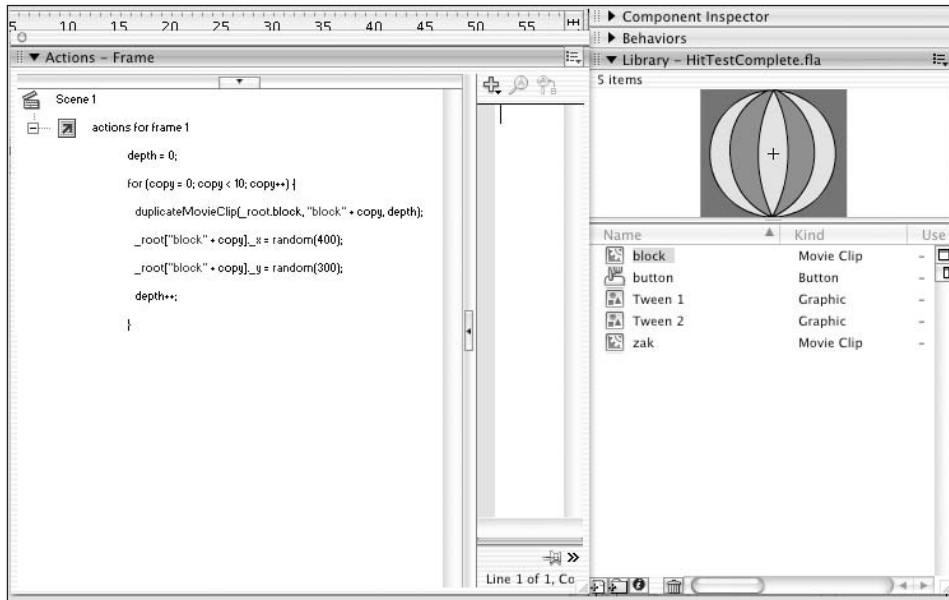 5 10 15 20 25 30 35 40 45 50 55
Actions - Frame
Scene 1
actions for frame 1
depth = 0;
for (copy = 0; copy < 10; copy++) {
duplicateMovieClip(_root.block, "block" + copy, depth);
_root["block" + copy]._x = random(400);
_root["block" + copy]._y = random(300);
depth++;
}
Line 1 of 1, Co
Component Inspector
Behaviors
Library - HitTestComplete.fla
5 items
Name Kind Use
block Movie Clip -
button Button -
Tween 1 Graphic -
Tween 2 Graphic -
zak Movie Clip -